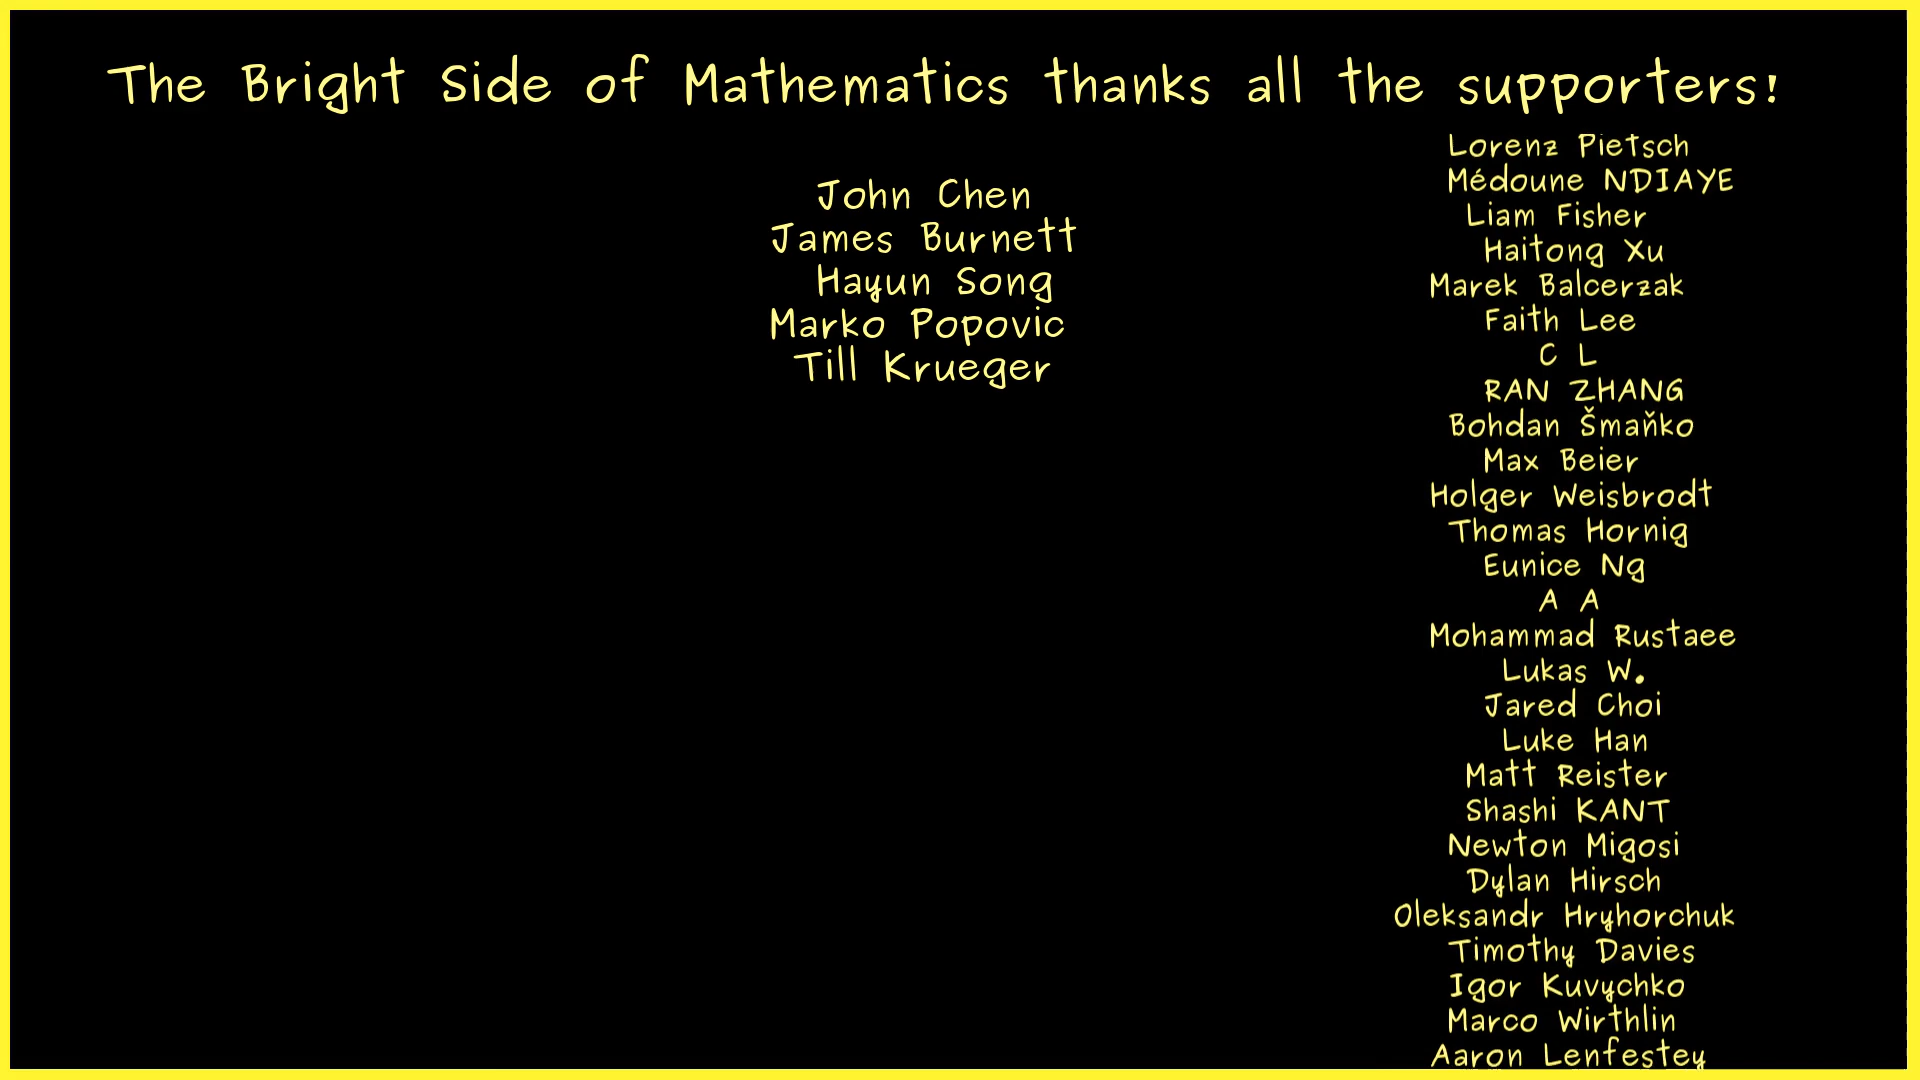 The Bright Side of Mathematics thanks all the supporters!
John Chen
James Burnett
Hayun Song
Marko Popovic
Till Krueger
Lorenz Pietsch
Médoune NDIAYE
Liam Fisher
Haitong Xu
Marek Balcerzak
Faith Lee
C L
RAN ZHANG
Bohdan Šmaňko
Max Beier
Holger Weisbrodt
Thomas Hornig
Eunice Ng
A A
Mohammad Rustaee
Lukas W.
Jared Choi
Luke Han
Matt Reister
Shashi KANT
Newton Migosi
Dylan Hirsch
Oleksandr Hryhorchuk
Timothy Davies
Igor Kuvychko
Marco Wirthlin
Aaron Lenfestey